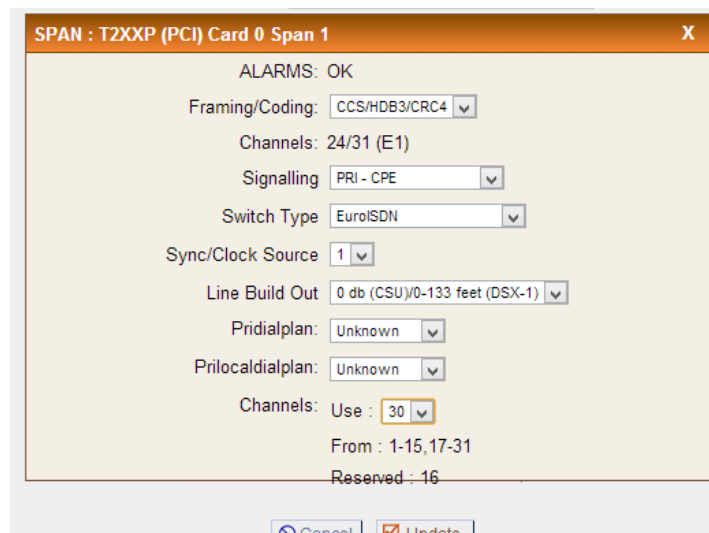 SPAN : T2XXP (PCI) Card 0 Span 1 X
ALARMS: OK
Framing/Coding: CCS/HDB3/CRC4
Channels: 24/31 (E1)
Signalling PRI - CPE
Switch Type EuroISDN
Sync/Clock Source 1
Line Build Out 0 db (CSU)/0-133 feet (DSX-1)
Pridialplan: Unknown
Prilocaldialplan: Unknown
Channels: Use : 30
From : 1-15,17-31
Reserved : 16
Cancel Update